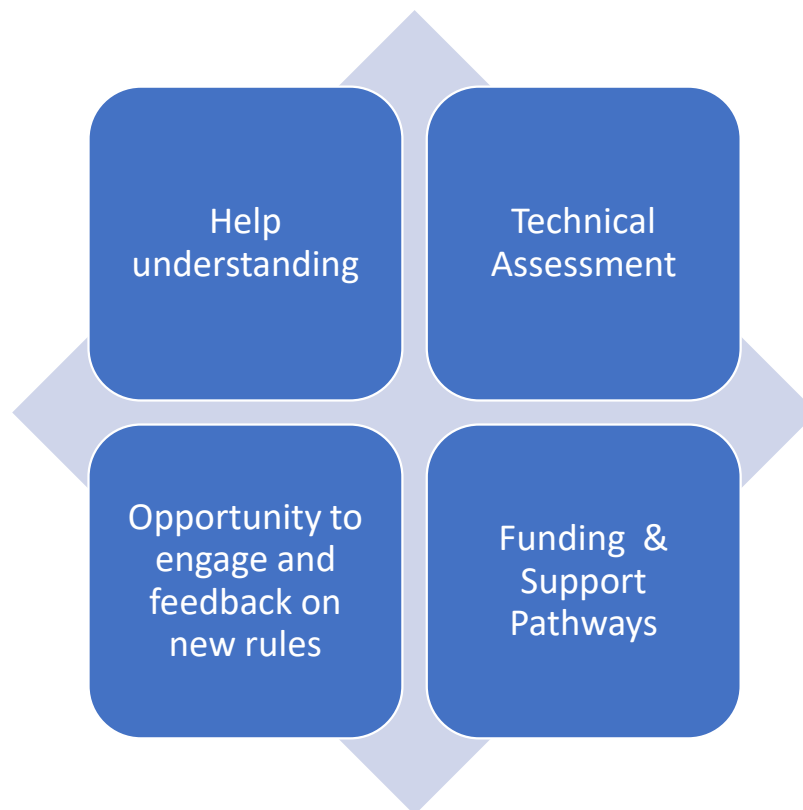 Help
understanding
Technical
Assessment
Opportunity to
engage and
feedback on
new rules
Funding &
Support
Pathways